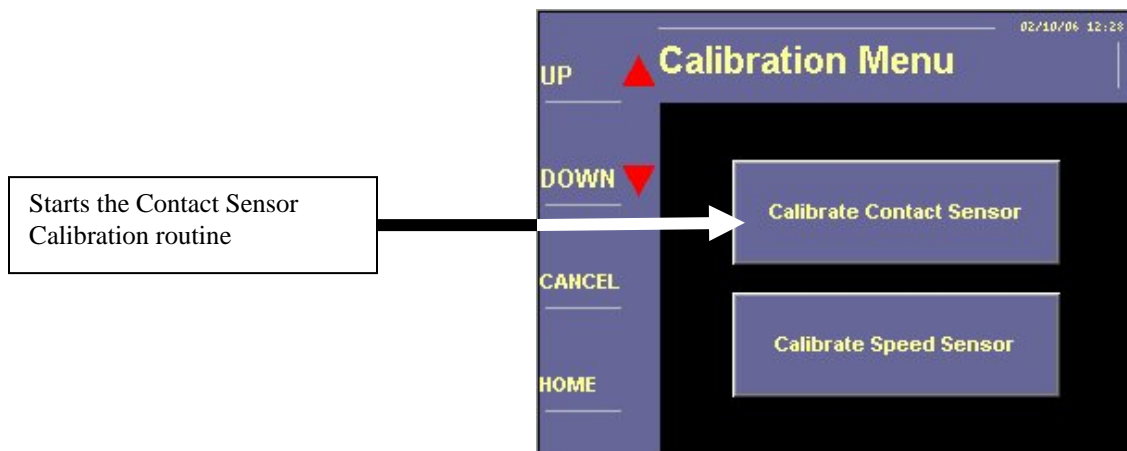 02/10/06 12:28
UP
Calibration Menu
DOWN
Starts the Contact Sensor
Calibration routine
Calibrate Contact Sensor
CANCEL
Calibrate Speed Sensor
HOME